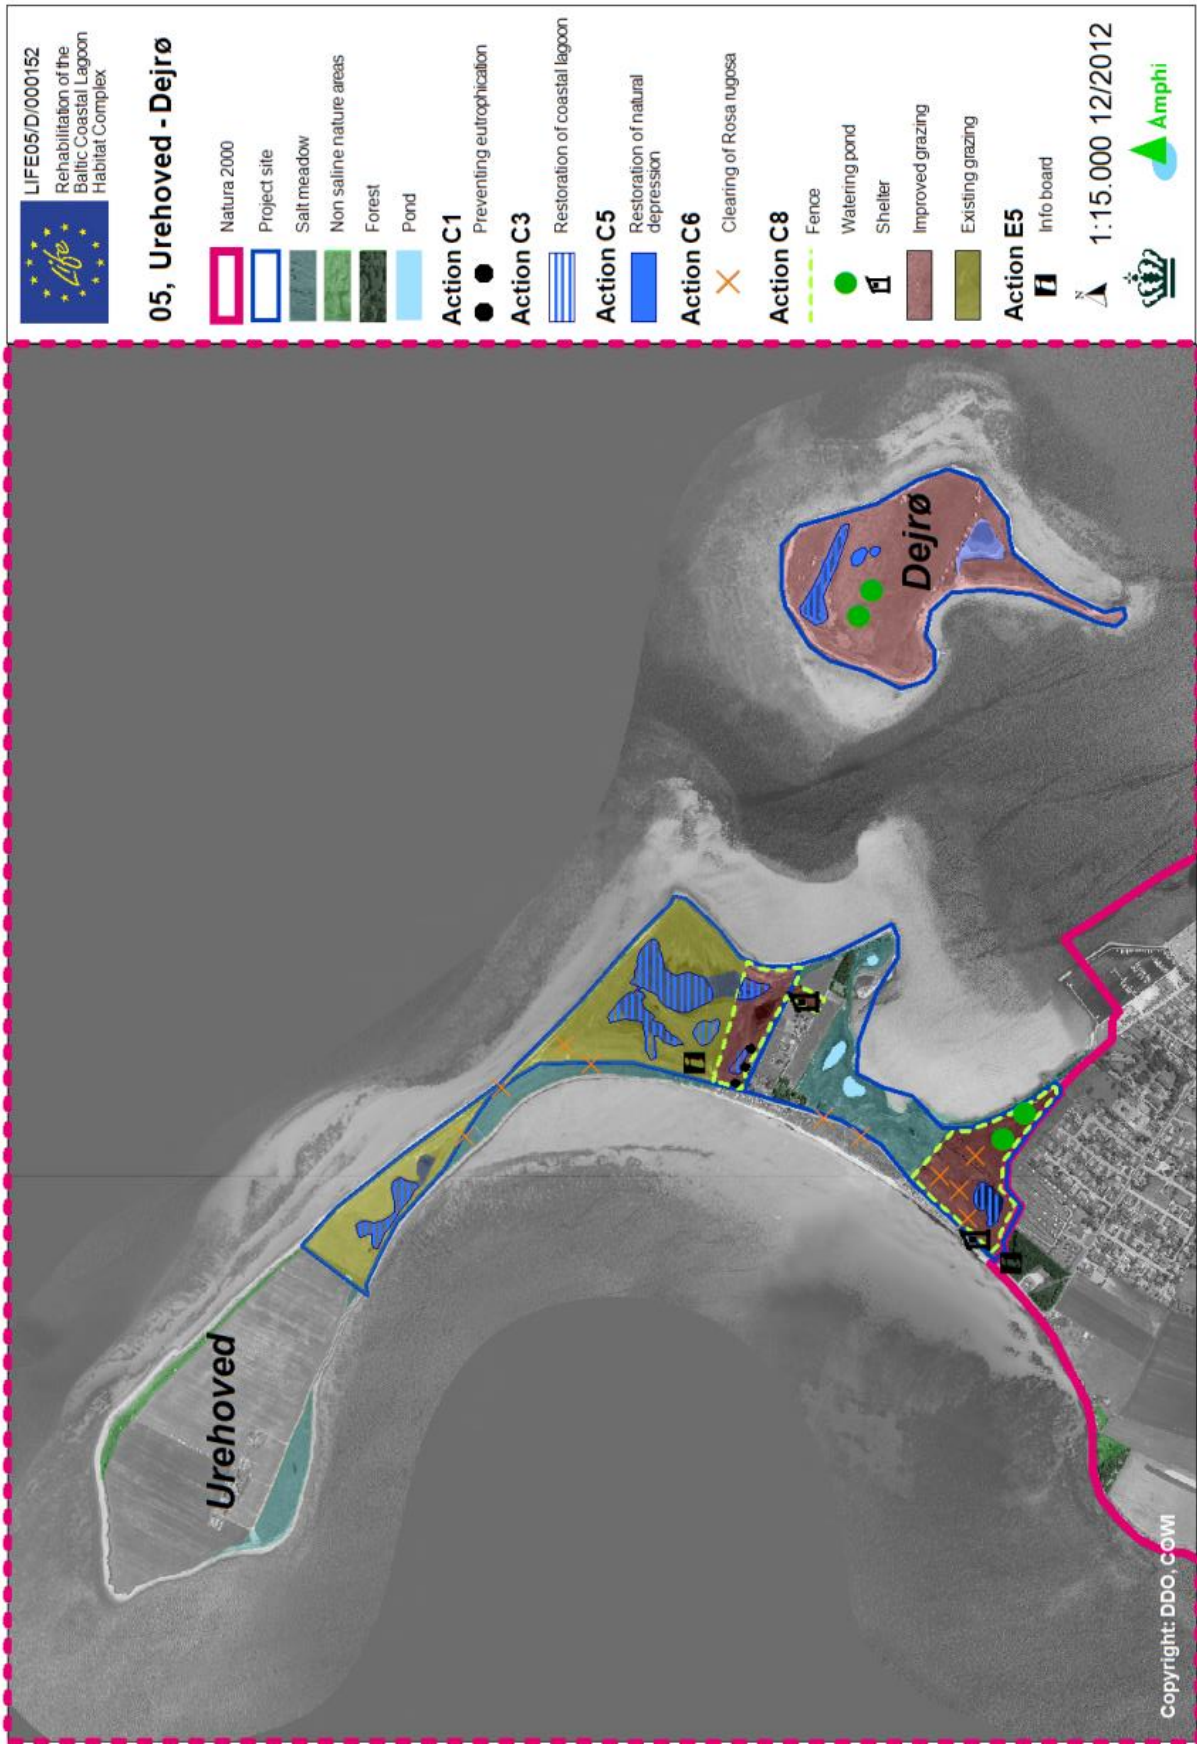 LIFE05/D/000152
Rehabilitation of the
Baltic Coastal Lagoon
Habitat Complex
Life
05, Urehoved - Dejrø
Natura 2000
Project site
Salt meadow
Non saline nature areas
Forest
Pond
Action C1
Preventing eutrophication
Action C3
Restoration of coastal lagoon
Action C5
Restoration of natural
depression
Action C6
Clearing of Rosa rugosa
Action C8
Fence
Watering pond
Shelter
Improved grazing
Existing grazing
Action E5
i Info board
N
1:15.000 12/2012
Amphi
Urehoved
Dejrø
i
i
Copyright: DDO, COWI